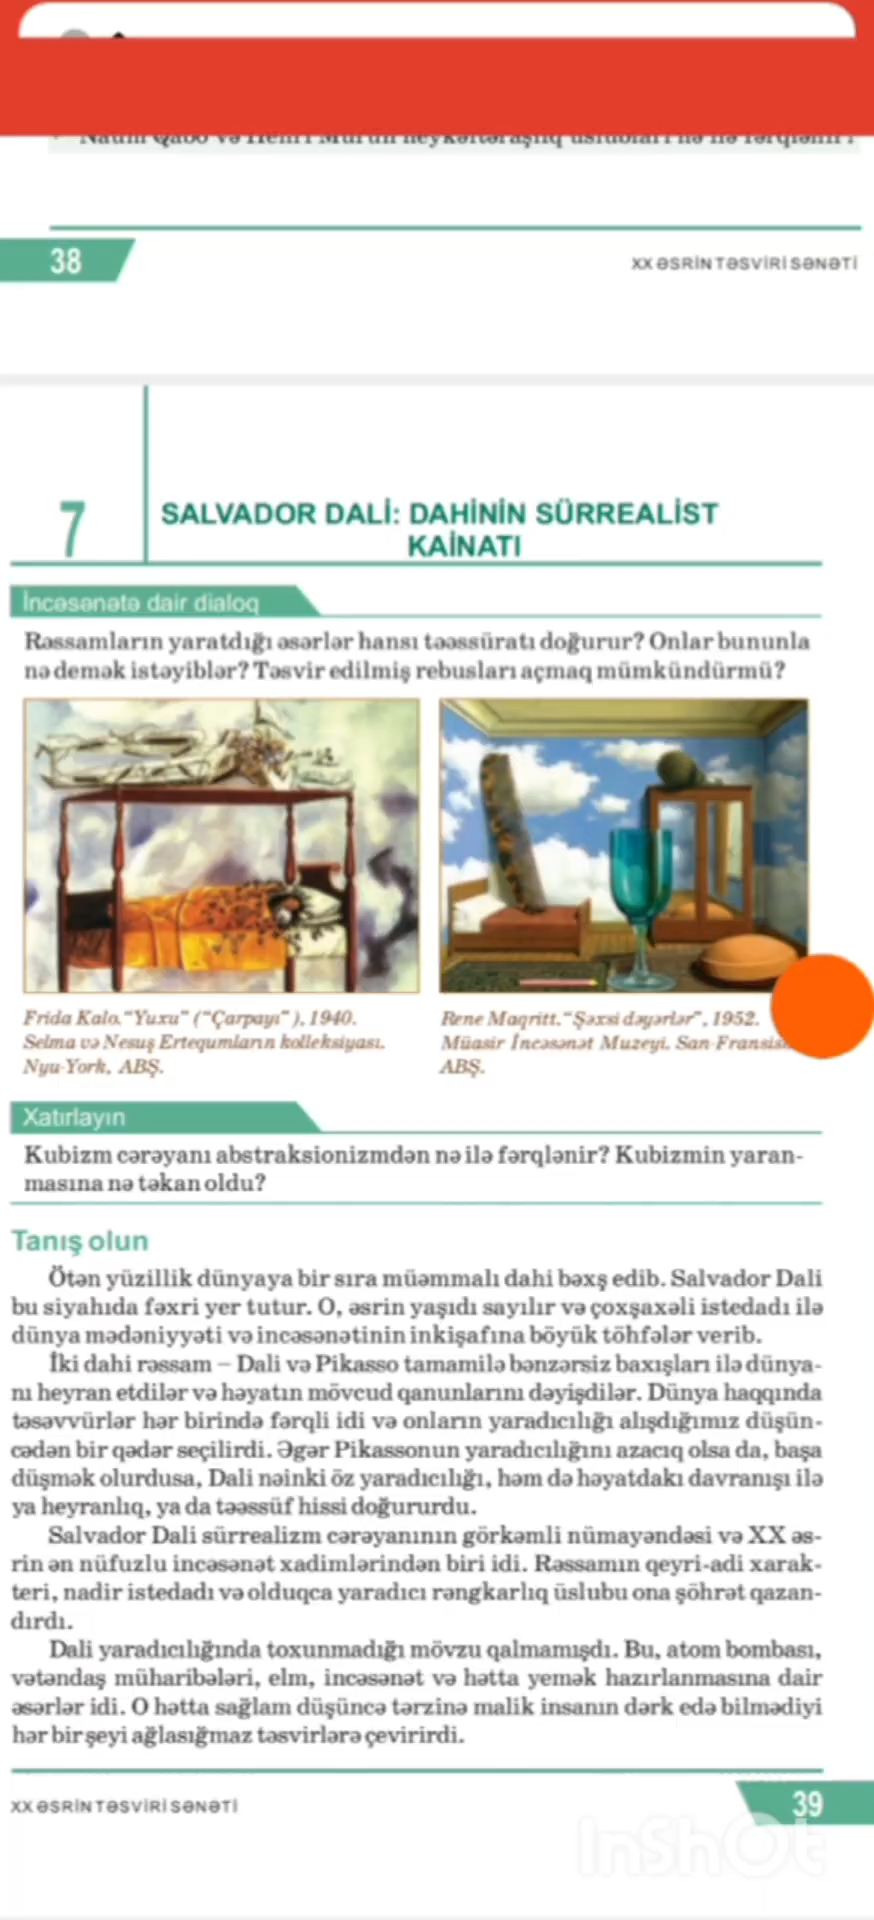 Naum Qabo və Henri Murun heykəltəraşlıq üslubları nə ilə fərqlənir?
38
XX ƏSRİN TƏSVİRİ SƏNƏTİ
7
SALVADOR DALİ: DAHİNİN SÜRREALİST
KAİNATI
İncəsənətə dair dialoq
Rəssamların yaratdığı əsərlər hansı təəssüratı doğurur? Onlar bununla
nə demək istəyiblər? Təsvir edilmiş rebusları açmaq mümkündürmü?
Frida Kalo. “Yuxu” (“Çarpayı”), 1940.
Selma və Nesuş Ertequmların kolleksiyası.
Nyu-York, ABŞ.
Rene Maqritt. “Şəxsi dəyərlər”, 1952.
Müasir İncəsənət Muzeyi. San-Fransis
ABŞ.
Xatırlayın
Kubizm cərəyanı abstraksionizmdən nə ilə fərqlənir? Kubizmin yaran-
masına nə təkan oldu?
Tanış olun
Ötən yüzillik dünyaya bir sıra müəmmalı dahi bəxş edib. Salvador Dali
bu siyahıda fəxri yer tutur. O, əsrin yaşıdı sayılır və çoxşaxəli istedadı ilə
dünya mədəniyyəti və incəsənətinin inkişafına böyük töhfələr verib.
İki dahi rəssam – Dali və Pikasso tamamilə bənzərsiz baxışları ilə dünya-
nı heyran etdilər və həyatın mövcud qanunlarını dəyişdilər. Dünya haqqında
təsəvvürlər hər birində fərqli idi və onların yaradıcılığı alışdığımız düşün-
cədən bir qədər seçilirdi. Əgər Pikassonun yaradıcılığını azacıq olsa da, başa
düşmək olurdusa, Dali nəinki öz yaradıcılığı, həm də həyatdakı davranışı ilə
ya heyranlıq, ya da təəssüf hissi doğururdu.
Salvador Dali sürrealizm cərəyanının görkəmli nümayəndəsi və XX əs-
rin ən nüfuzlu incəsənət xadimlərindən biri idi. Rəssamın qeyri-adi xarak-
teri, nadir istedadı və olduqca yaradıcı rəngkarlıq üslubu ona şöhrət qazan-
dırdı.
Dali yaradıcılığında toxunmadığı mövzu qalmamışdı. Bu, atom bombası,
vətəndaş müharibələri, elm, incəsənət və hətta yemək hazırlanmasına dair
əsərlər idi. O hətta sağlam düşüncə tərzinə malik insanın dərk edə bilmədiyi
hər bir şeyi ağlasığmaz təsvirlərə çevirirdi.
XX ƏSRİN TƏSVİRİ SƏNƏTİ
39
InShOt